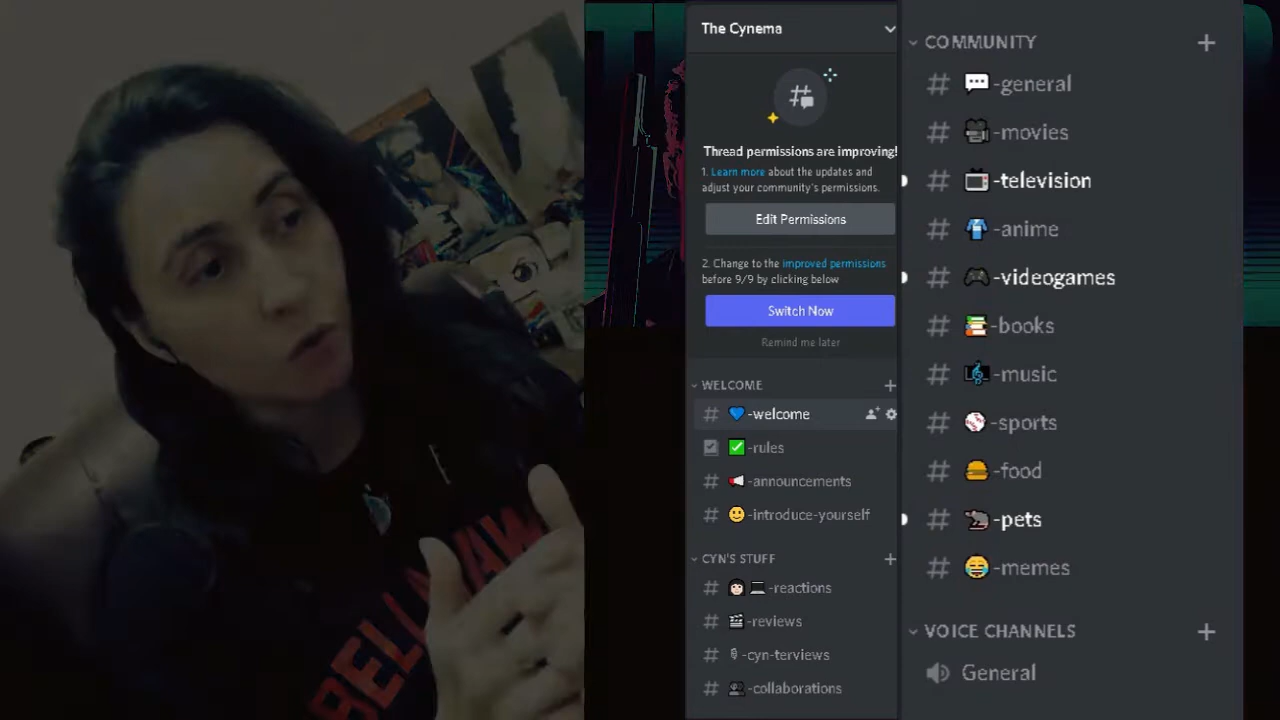 The Cynema
Thread permissions are improving!
1. Learn more about the updates and
adjust your community's permissions.
Edit Permissions
2. Change to the improved permissions
before 9/9 by clicking below
Switch Now
Remind me later
WELCOME
-welcome
-rules
-announcements
-introduce-yourself
CYN'S STUFF
-reactions
-reviews
-cyn-terviews
-collaborations
COMMUNITY
-general
-movies
-television
-anime
-videogames
-books
-music
-sports
-food
-pets
-memes
VOICE CHANNELS
General